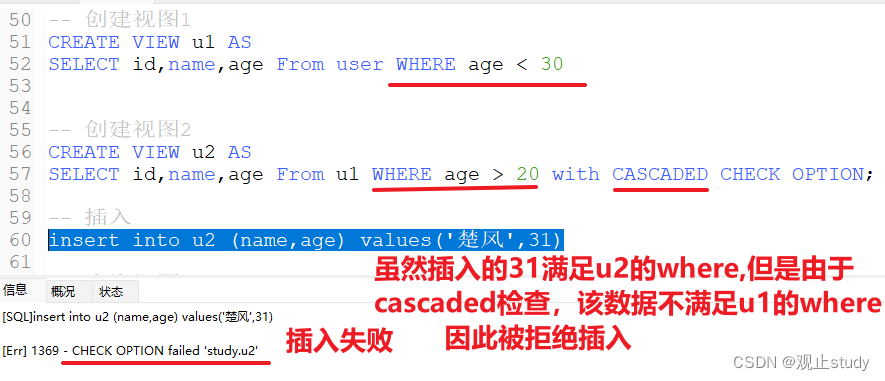 50 -- 创建视图1
51 CREATE VIEW u1 AS
52 SELECT id,name,age From user WHERE age < 30
53
54
55 -- 创建视图2
56 CREATE VIEW u2 AS
57 SELECT id,name,age From u1 WHERE age > 20 with CASCADED CHECK OPTION;
58
59 -- 插入
60 insert into u2 (name,age) values('楚风',31)
61
虽然插入的31满足u2的where,但是由于
cascaded检查，该数据不满足u1的where
因此被拒绝插入
信息 概况 状态
[SQL]insert into u2 (name,age) values('楚风',31)
[Err] 1369 - CHECK OPTION failed 'study.u2'
插入失败
CSDN @观止study